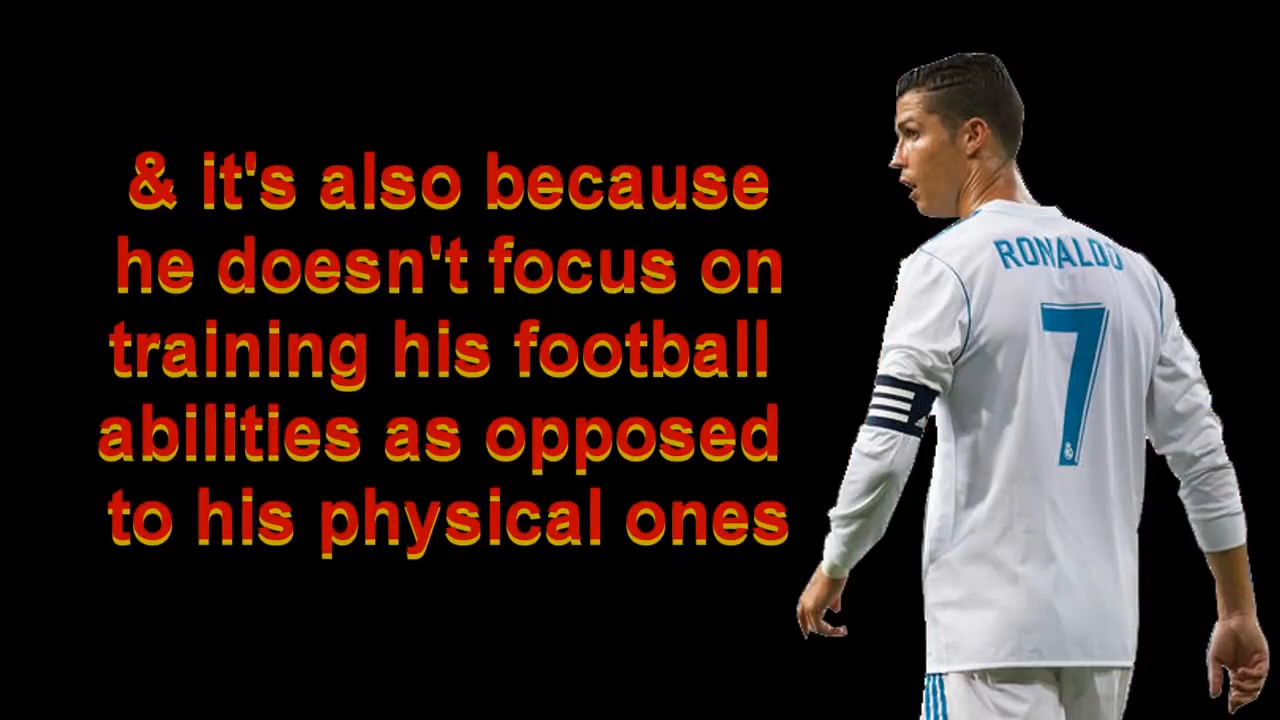 & it's also because
he doesn't focus on
training his football
abilities as opposed
to his physical ones
RONALDO
7